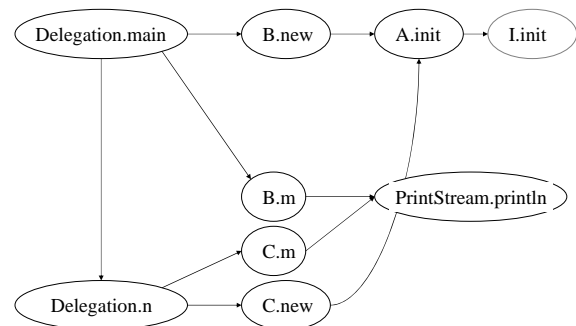 Delegation.main
B.new
A.init
I.init
B.m
PrintStream.println
C.m
Delegation.n
C.new